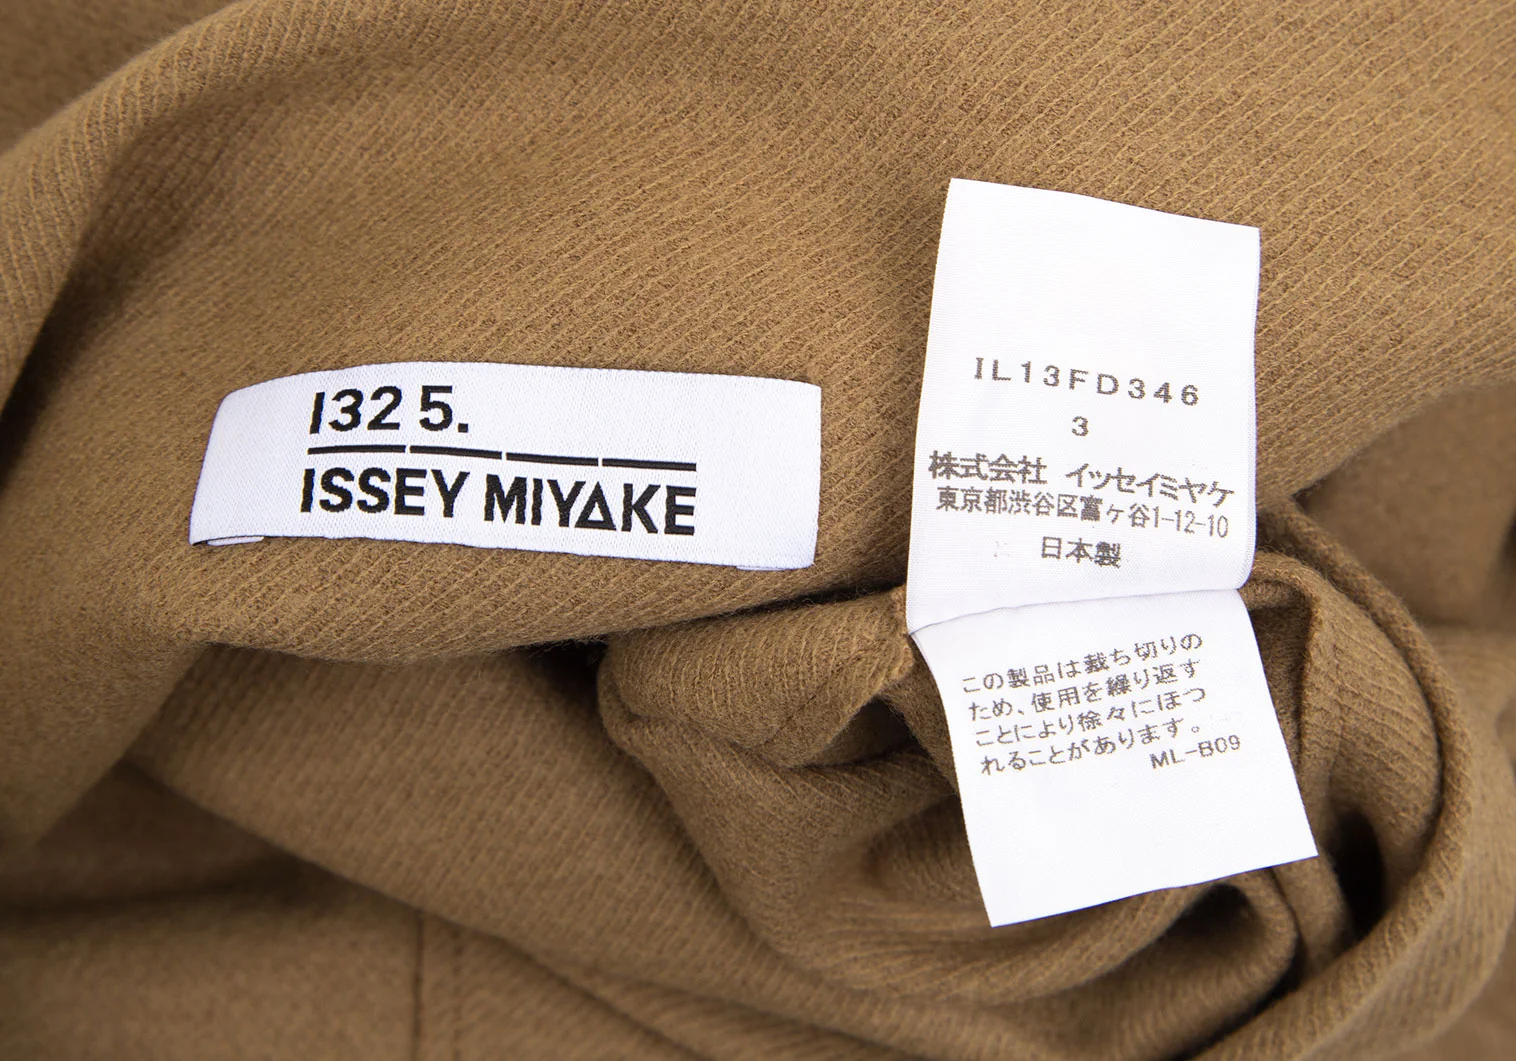 132 5.
ISSEY MIYAKE
IL13FD346
3
株式会社 イッセイミヤケ
東京都渋谷区富ヶ谷1-12-10
日本製
この製品は裁ち切りの
ため、使用を繰り返す
ことにより徐々にほつ
れることがあります。
ML-B09